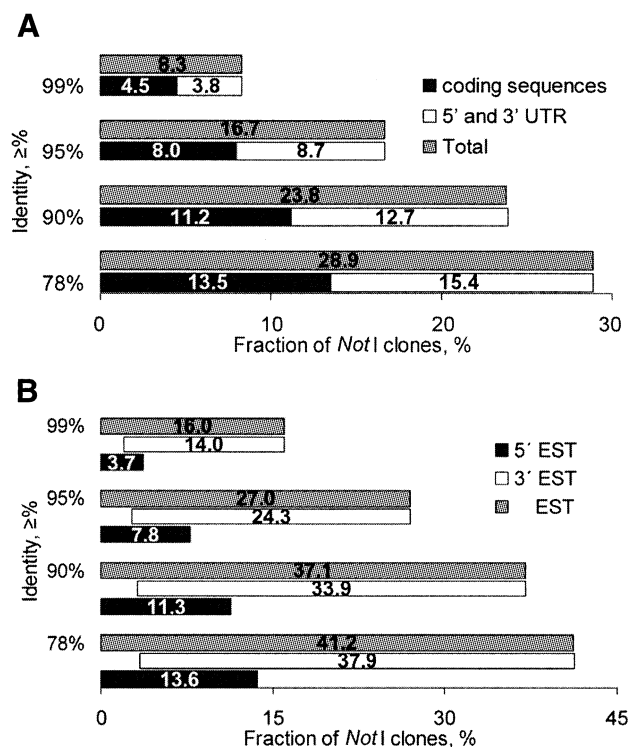 A
8.3
99%
4.5 3.8
coding sequences
5' and 3' UTR
Total
16.7
95%
8.0 8.7
23.8
90%
11.2 12.7
28.9
78%
13.5 15.4
Identity, ≥%
0 10 20 30
Fraction of NotI clones, %
B
99%
16.0
14.0
3.7
5´ EST
3´ EST
EST
95%
27.0
24.3
7.8
90%
37.1
33.9
11.3
78%
41.2
37.9
13.6
Identity, ≥%
0 15 30 45
Fraction of NotI clones, %